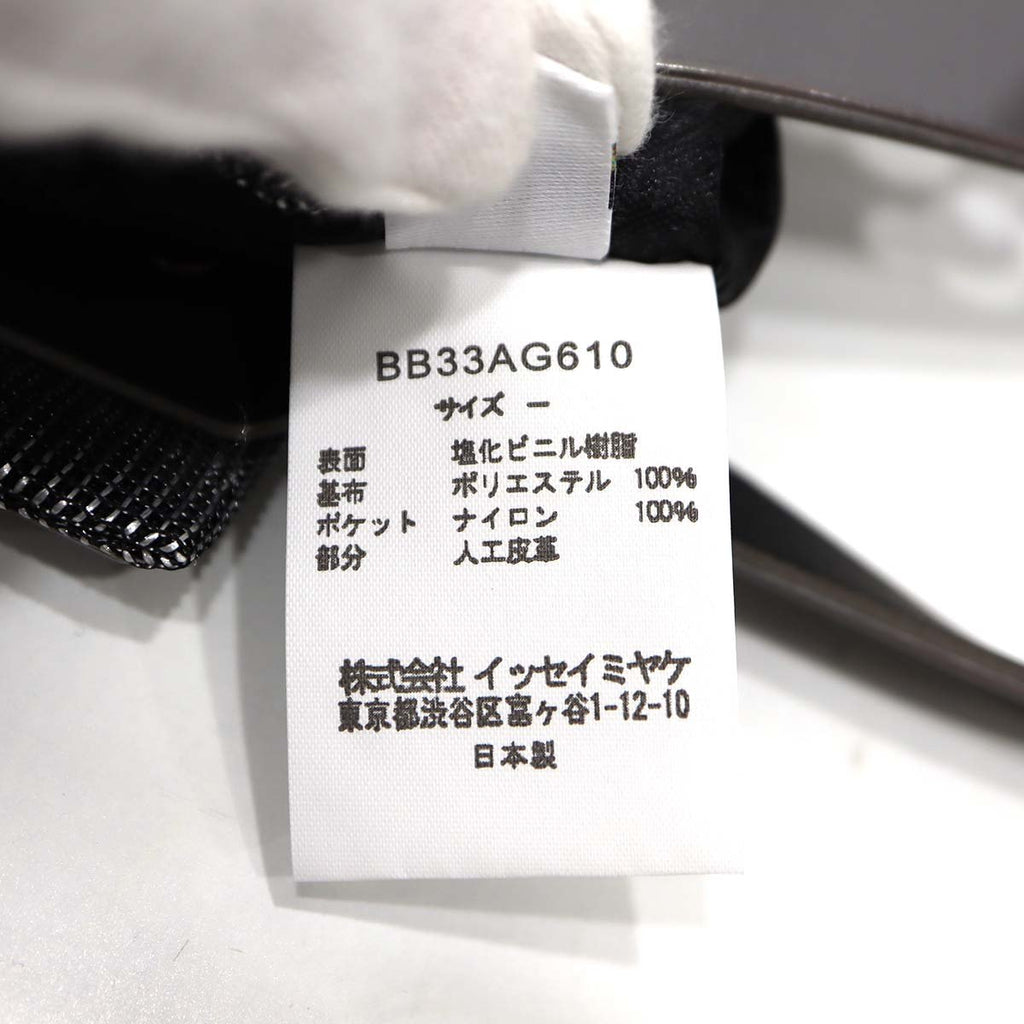 BB33AG610
サイズ ー
表面 塩化ビニル樹脂
基布 ポリエステル 100%
ポケット ナイロン 100%
部分 人工皮革
株式会社 イッセイミヤケ
東京都渋谷区富ヶ谷1-12-10
日本製